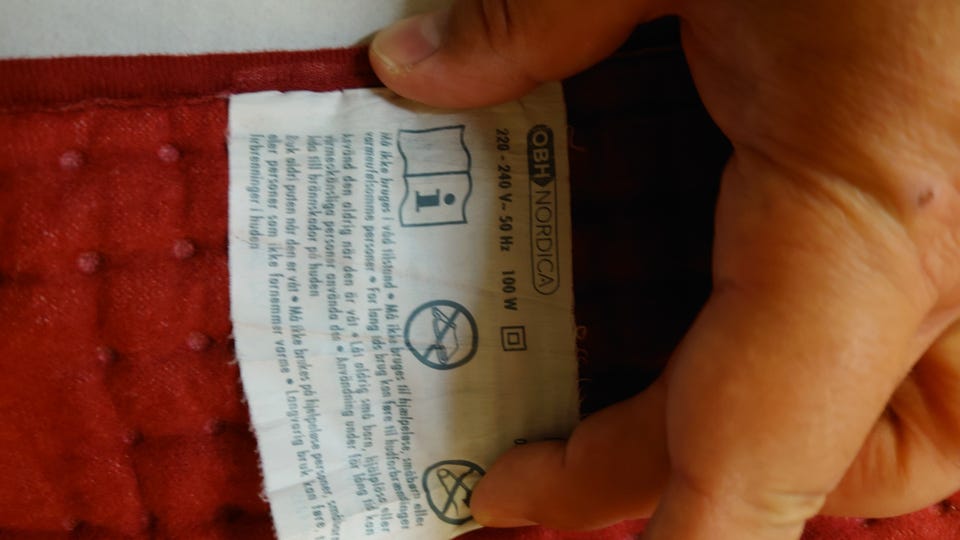 OBH NORDICA
220 - 240 V~ 50 Hz 100 W
i
Må ikke bruges i våd tilstand • Må ikke bruges til hjælpeløse, småbørn eller
varmefølsomme personer • For lang tids brug kan føre til hudforbrændinger
Använd den aldrig när den är våt • Låt aldrig små barn, hjälplösa eller
värmekänsliga personer använda den • Användning under för lång tid kan
leda till brännskador på huden
Bruk aldri puten når den er våt • Må ikke brukes på hjelpeløse personer, småbarn
eller personer som ikke fornemmer varme • Langvarig bruk kan føre
forbrenninger i huden